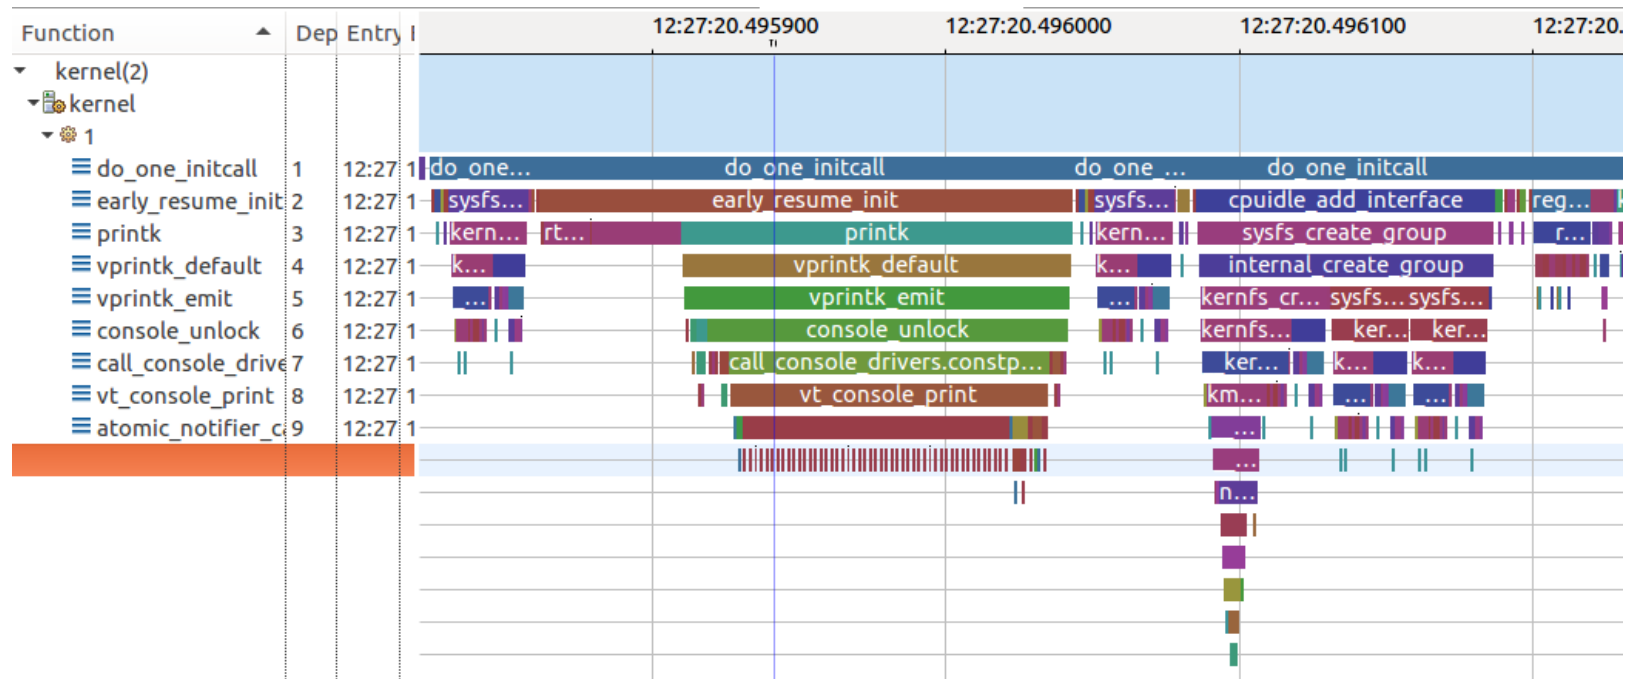 Function Dep Entry 12:27:20.495900 12:27:20.496000 12:27:20.496100 12:27:20.
kernel(2)
kernel
1
do_one_initcall 1 12:27 1 do_one... do_one_initcall do_one_... do_one_initcall
early_resume_init 2 12:27 1 sysfs... early_resume_init sysfs... cpuidle_add_interface reg...
printk 3 12:27 1 kern... rt... printk kern... sysfs_create_group r...
vprintk_default 4 12:27 1 k... vprintk_default k... internal_create_group
vprintk_emit 5 12:27 1 ... vprintk_emit ... kernfs_cr... sysfs... sysfs...
console_unlock 6 12:27 1 console_unlock kernfs... ker... ker...
call_console_drive 7 12:27 1 call_console_drivers.constp... ker... k... k...
vt_console_print 8 12:27 1 vt_console_print km... ... ...
atomic_notifier_ca 9 12:27 1 ...
...
n...